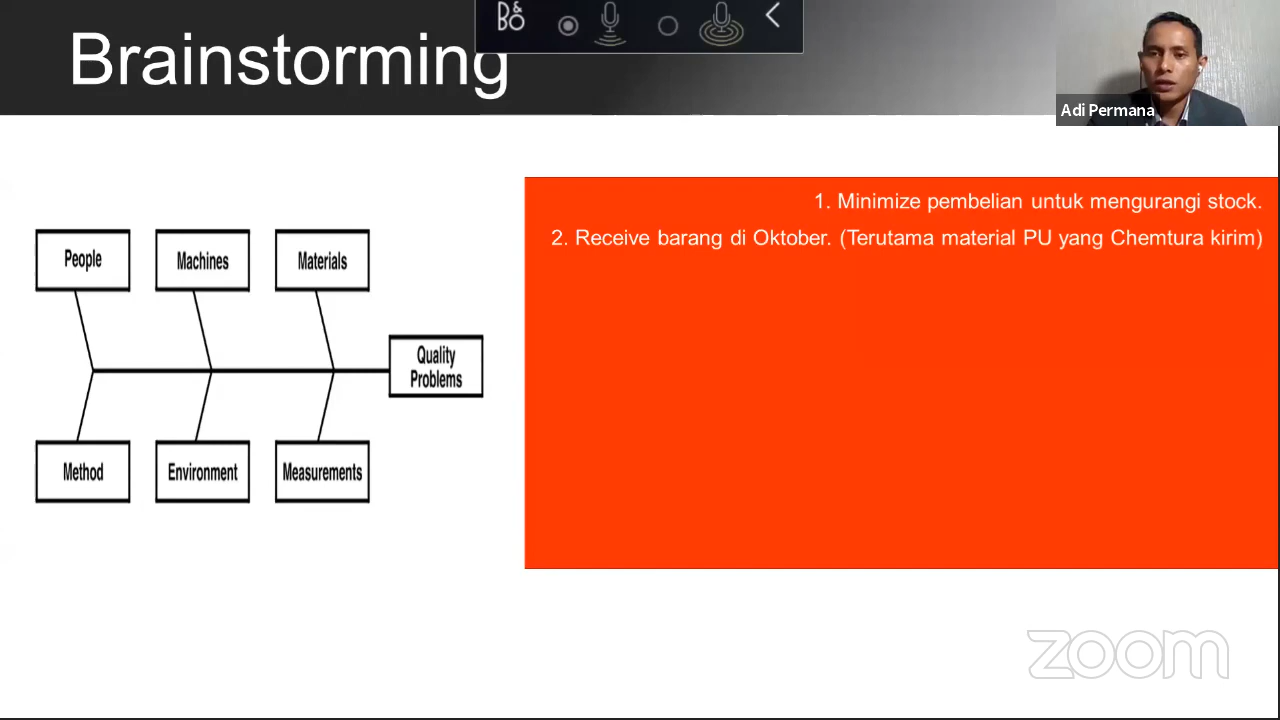 Brainstorming
B&O
Adi Permana
1. Minimize pembelian untuk mengurangi stock.
2. Receive barang di Oktober. (Terutama material PU yang Chemtura kirim)
People
Machines
Materials
Quality
Problems
Method
Environment
Measurements
zoom